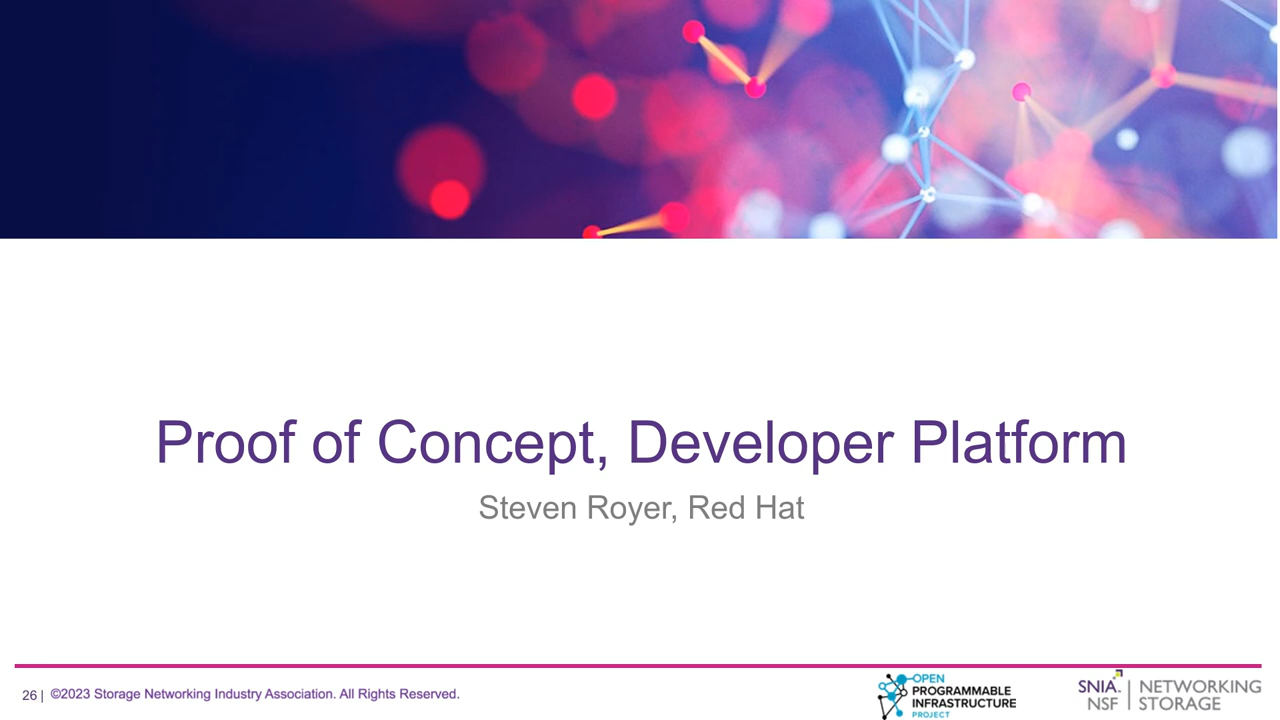 Proof of Concept, Developer Platform
Steven Royer, Red Hat
26 | ©2023 Storage Networking Industry Association. All Rights Reserved.
OPEN
PROGRAMMABLE
INFRASTRUCTURE
PROJECT
SNIA. | NETWORKING
NSF | STORAGE